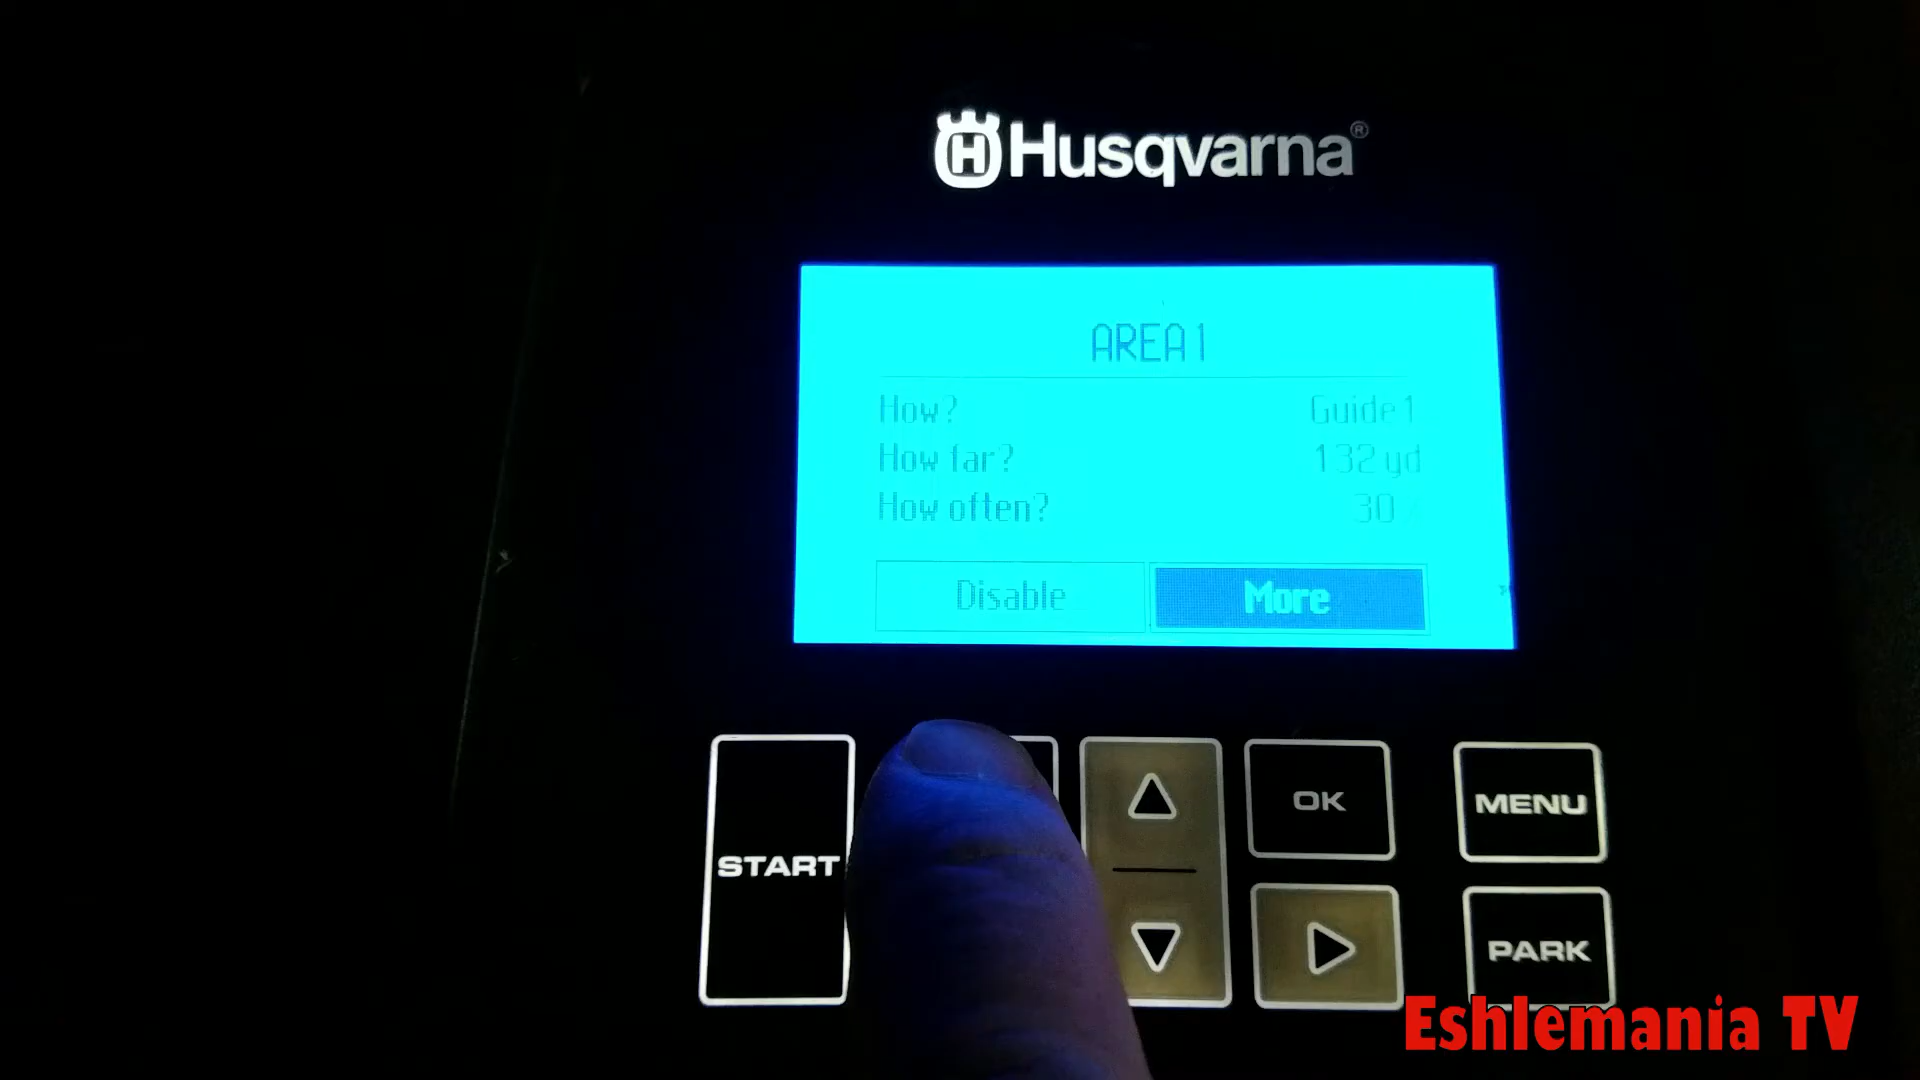 Husqvarna®
AREA 1
How? Guide 1
How far? 132 yd
How often? 30
Disable More
START
OK
MENU
PARK
Eshlemania TV